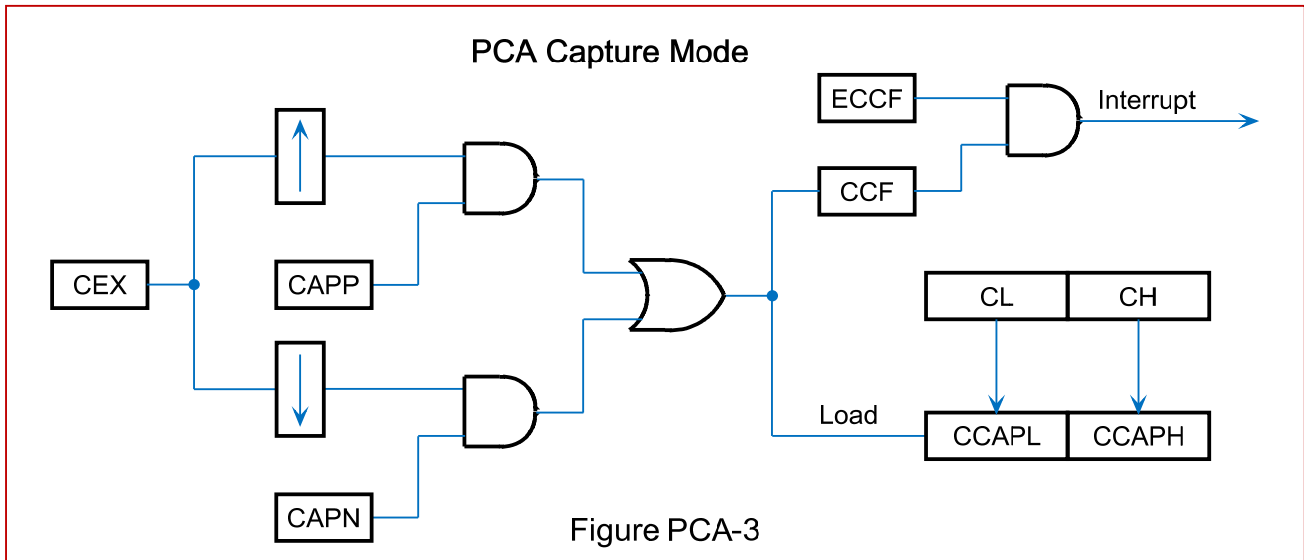 PCA Capture Mode
ECCF
Interrupt
CCF
CEX
CAPP
CL
CH
Load
CCAPL
CCAPH
CAPN
Figure PCA-3